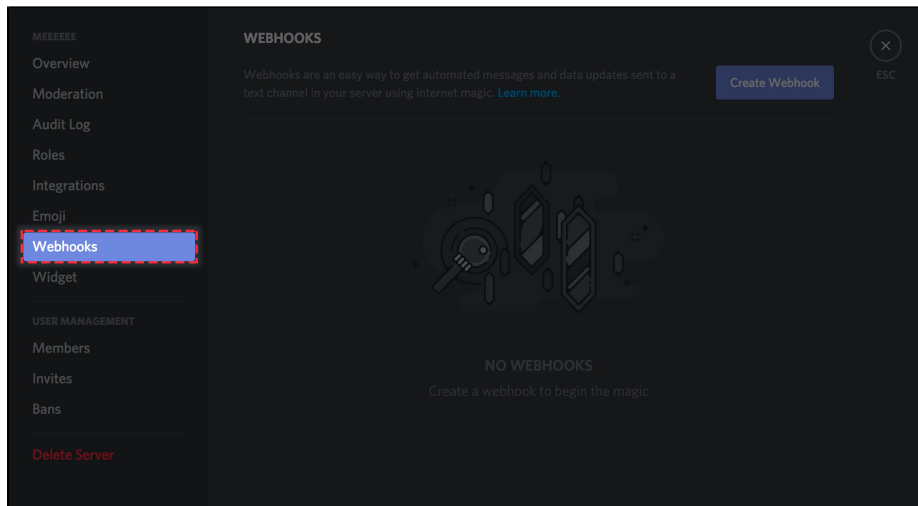 MEEEEEE
Overview
Moderation
Audit Log
Roles
Integrations
Emoji
Webhooks
Widget
USER MANAGEMENT
Members
Invites
Bans
Delete Server
WEBHOOKS
Webhooks are an easy way to get automated messages and data updates sent to a
text channel in your server using internet magic. Learn more.
Create Webhook
ESC
NO WEBHOOKS
Create a webhook to begin the magic